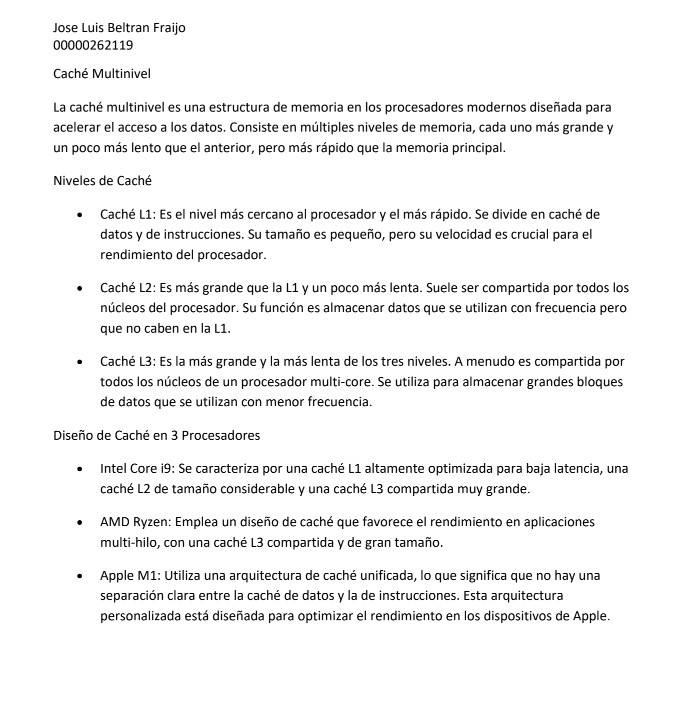 Jose Luis Beltran Fraijo
00000262119
Caché Multinivel
La caché multinivel es una estructura de memoria en los procesadores modernos diseñada para
acelerar el acceso a los datos. Consiste en múltiples niveles de memoria, cada uno más grande y
un poco más lento que el anterior, pero más rápido que la memoria principal.
Niveles de Caché
• Caché L1: Es el nivel más cercano al procesador y el más rápido. Se divide en caché de
datos y de instrucciones. Su tamaño es pequeño, pero su velocidad es crucial para el
rendimiento del procesador.
• Caché L2: Es más grande que la L1 y un poco más lenta. Suele ser compartida por todos los
núcleos del procesador. Su función es almacenar datos que se utilizan con frecuencia pero
que no caben en la L1.
• Caché L3: Es la más grande y la más lenta de los tres niveles. A menudo es compartida por
todos los núcleos de un procesador multi-core. Se utiliza para almacenar grandes bloques
de datos que se utilizan con menor frecuencia.
Diseño de Caché en 3 Procesadores
• Intel Core i9: Se caracteriza por una caché L1 altamente optimizada para baja latencia, una
caché L2 de tamaño considerable y una caché L3 compartida muy grande.
• AMD Ryzen: Emplea un diseño de caché que favorece el rendimiento en aplicaciones
multi-hilo, con una caché L3 compartida y de gran tamaño.
• Apple M1: Utiliza una arquitectura de caché unificada, lo que significa que no hay una
separación clara entre la caché de datos y la de instrucciones. Esta arquitectura
personalizada está diseñada para optimizar el rendimiento en los dispositivos de Apple.